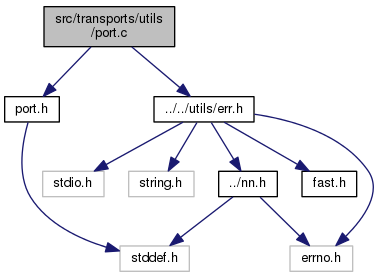 src/transports/utils
/port.c
port.h
../../utils/err.h
stdio.h
string.h
../nn.h
fast.h
stddef.h
errno.h